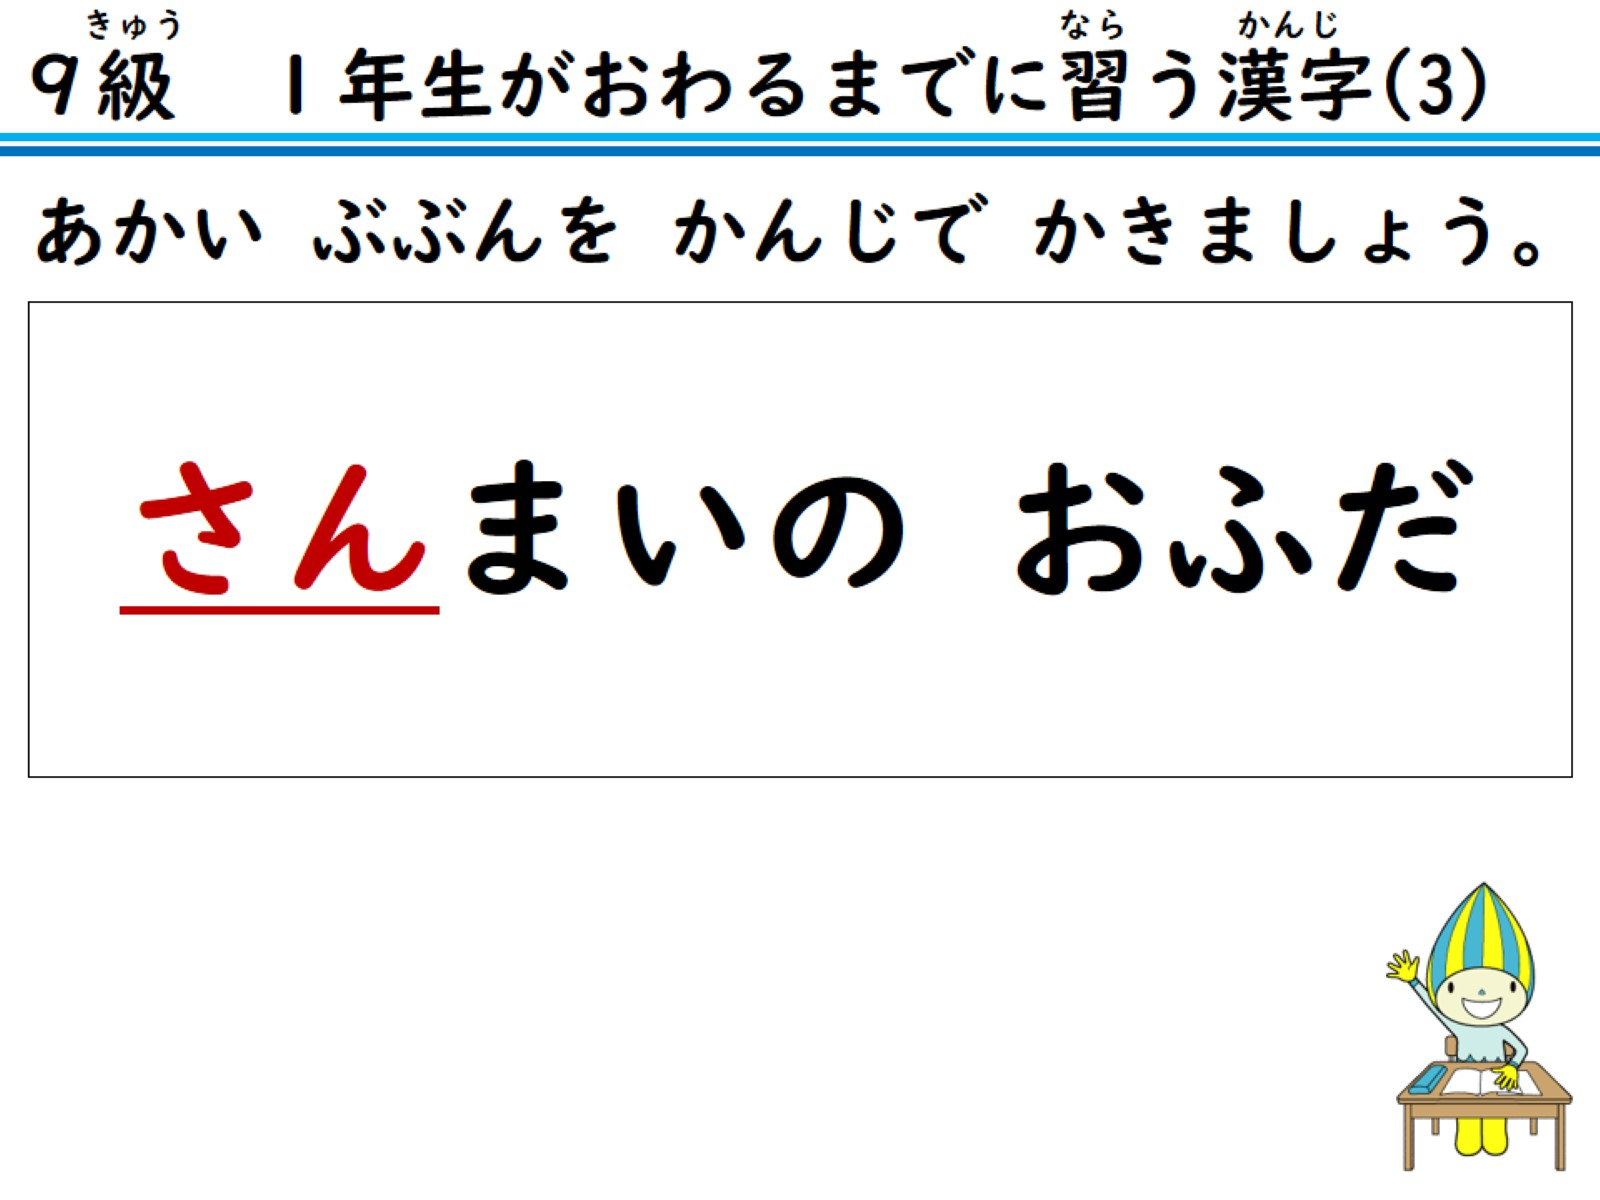 きゅう なら かんじ
9級 1年生がおわるまでに習う漢字(3)
あかい ぶぶんを かんじで かきましょう。
さんまいの おふだ